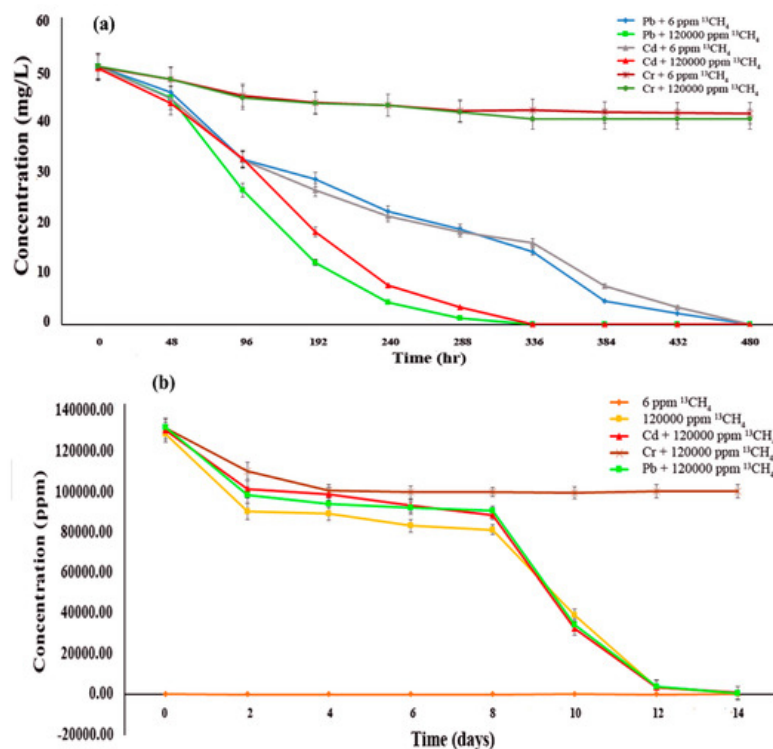 (a)
Pb + 6 ppm ¹³CH₄
Pb + 120000 ppm ¹³CH₄
Cd + 6 ppm ¹³CH₄
Cd + 120000 ppm ¹³CH₄
Cr + 6 ppm ¹³CH₄
Cr + 120000 ppm ¹³CH₄
Concentration (mg/L)
60
50
40
30
20
10
0
0 48 96 192 240 288 336 384 432 480
Time (hr)
(b)
6 ppm ¹³CH₄
120000 ppm ¹³CH₄
Cd + 120000 ppm ¹³CH₄
Cr + 120000 ppm ¹³CH₄
Pb + 120000 ppm ¹³CH₄
Concentration (ppm)
140000.00
120000.00
100000.00
80000.00
60000.00
40000.00
20000.00
0.00
-20000.00
0 2 4 6 8 10 12 14
Time (days)